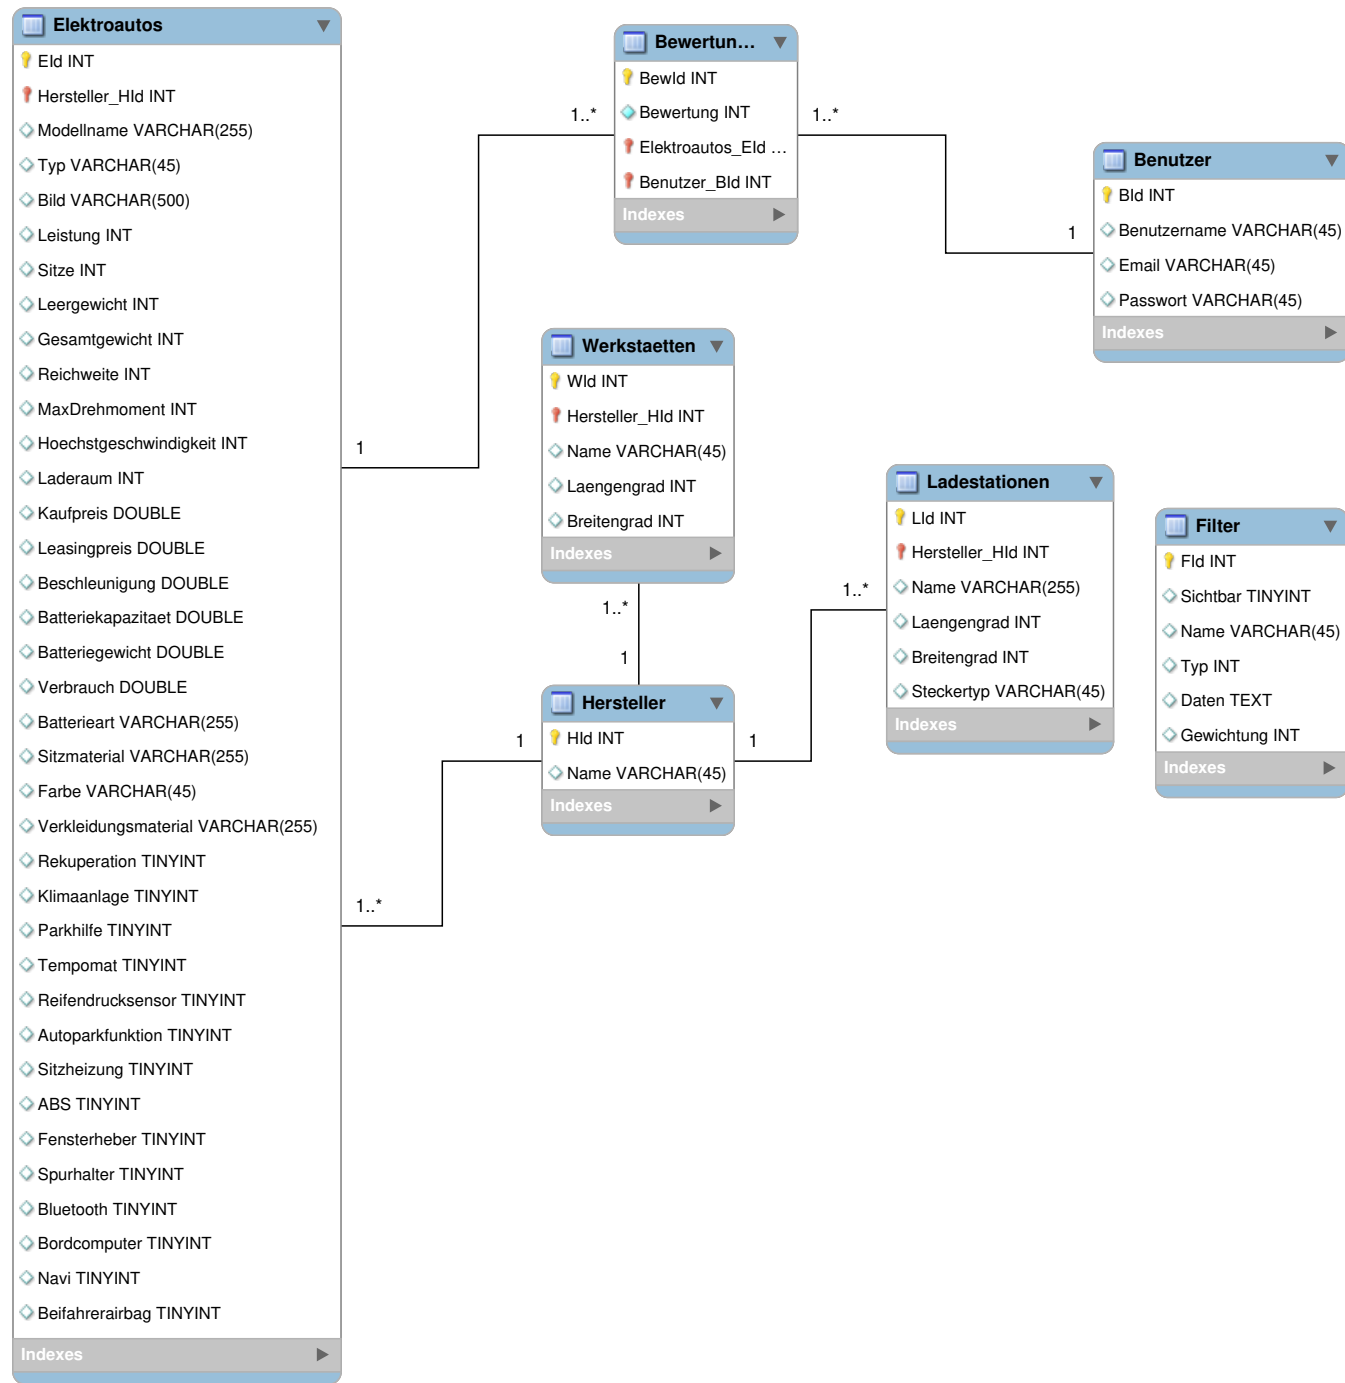 Elektroautos
EId INT
Hersteller_HId INT
Modellname VARCHAR(255)
Typ VARCHAR(45)
Bild VARCHAR(500)
Leistung INT
Sitze INT
Leergewicht INT
Gesamtgewicht INT
Reichweite INT
MaxDrehmoment INT
Hoechstgeschwindigkeit INT
Laderaum INT
Kaufpreis DOUBLE
Leasingpreis DOUBLE
Beschleunigung DOUBLE
Batteriekapazitaet DOUBLE
Batteriegewicht DOUBLE
Verbrauch DOUBLE
Batterieart VARCHAR(255)
Sitzmaterial VARCHAR(255)
Farbe VARCHAR(45)
Verkleidungsmaterial VARCHAR(255)
Rekuperation TINYINT
Klimaanlage TINYINT
Parkhilfe TINYINT
Tempomat TINYINT
Reifendrucksensor TINYINT
Autoparkfunktion TINYINT
Sitzheizung TINYINT
ABS TINYINT
Fensterheber TINYINT
Spurhalter TINYINT
Bluetooth TINYINT
Bordcomputer TINYINT
Navi TINYINT
Beifahrerairbag TINYINT
Indexes
1
1..*
1..*
1
Bewertun...
BewId INT
Bewertung INT
Elektroautos_EId ...
Benutzer_BId INT
Indexes
1..*
1
Benutzer
BId INT
Benutzername VARCHAR(45)
Email VARCHAR(45)
Passwort VARCHAR(45)
Indexes
Werkstaetten
WId INT
Hersteller_HId INT
Name VARCHAR(45)
Laengengrad INT
Breitengrad INT
Indexes
1..*
1
Hersteller
HId INT
Name VARCHAR(45)
Indexes
1
1..*
Ladestationen
LId INT
Hersteller_HId INT
Name VARCHAR(255)
Laengengrad INT
Breitengrad INT
Steckertyp VARCHAR(45)
Indexes
Filter
FId INT
Sichtbar TINYINT
Name VARCHAR(45)
Typ INT
Daten TEXT
Gewichtung INT
Indexes